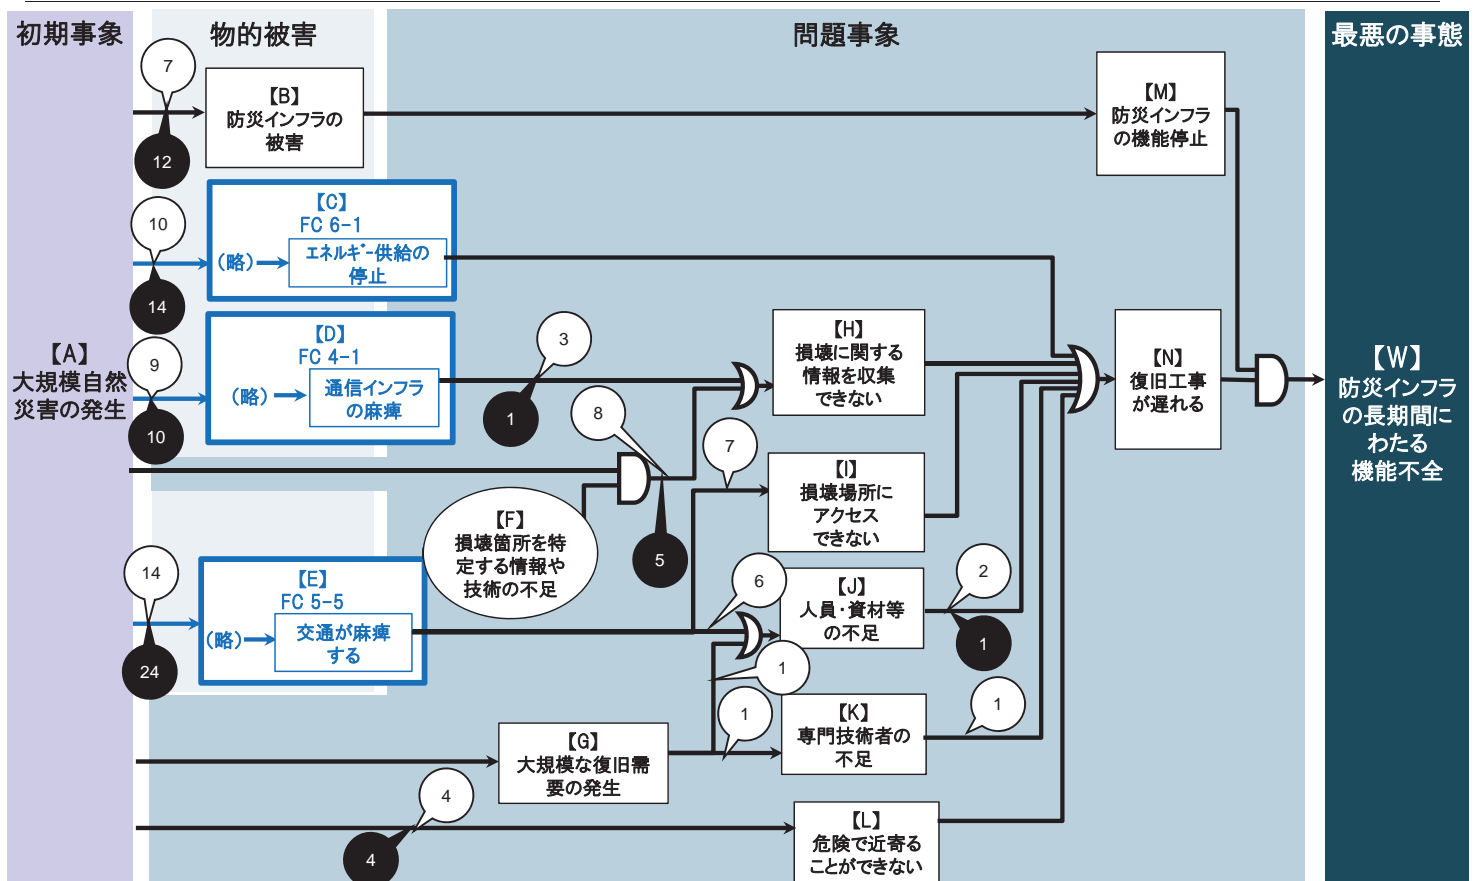 初期事象
物的被害
問題事象
最悪の事態
7
12
【B】
防災インフラの
被害
【M】
防災インフラ
の機能停止
10
14
【C】
FC 6-1
(略)
エネルギー供給の
停止
【A】
大規模自然
災害の発生
9
10
【D】
FC 4-1
(略)
通信インフラ
の麻痺
3
1
【H】
損壊に関する
情報を収集
できない
【N】
復旧工事
が遅れる
【W】
防災インフラ
の長期間に
わたる
機能不全
8
5
7
【F】
損壊箇所を特
定する情報や
技術の不足
【I】
損壊場所に
アクセス
できない
14
24
【E】
FC 5-5
(略)
交通が麻痺
する
6
1
【J】
人員・資材等
の不足
2
1
【G】
大規模な復旧需
要の発生
1
【K】
専門技術者の
不足
1
4
4
【L】
危険で近寄る
ことができない